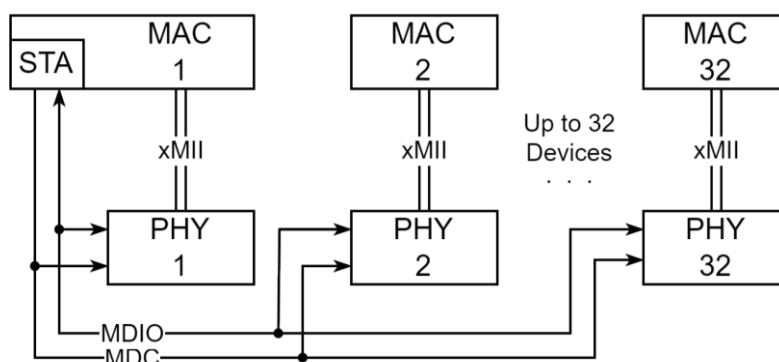 MAC
1
STA
MAC
2
MAC
32
xMII
xMII
Up to 32
Devices
. . .
xMII
PHY
1
PHY
2
PHY
32
MDIO
MDC